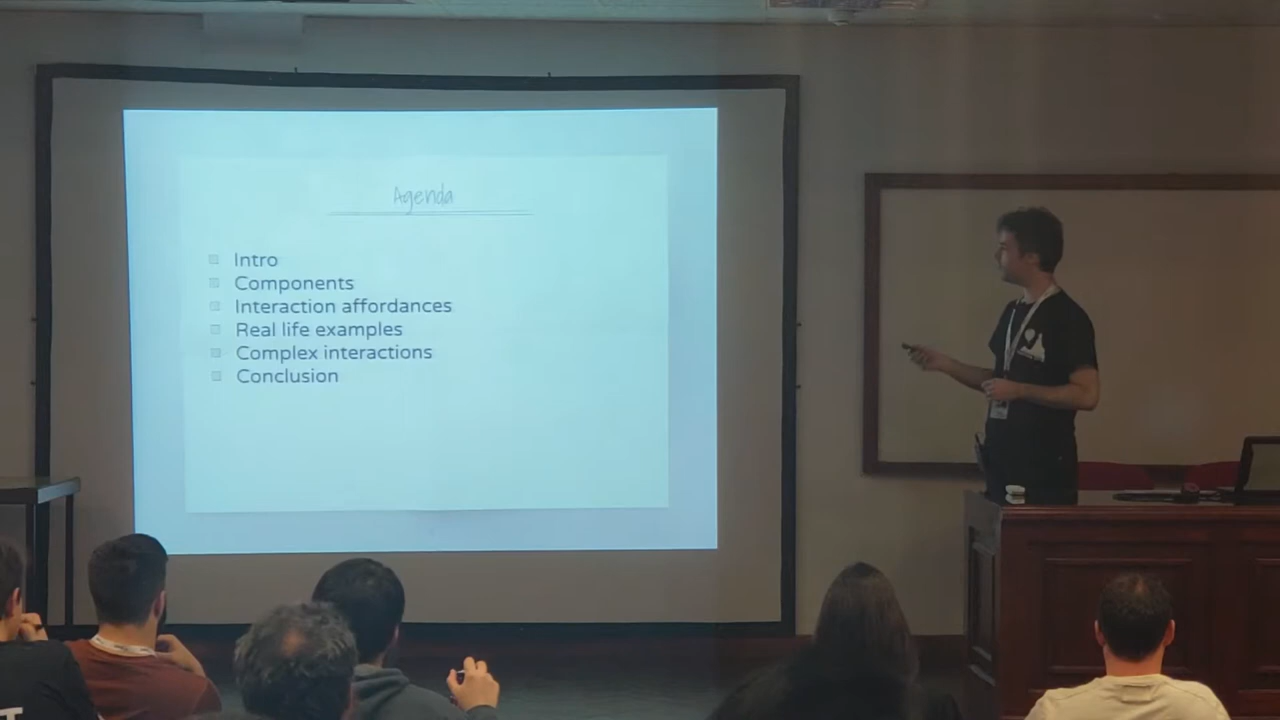 Agenda
Intro
Components
Interaction affordances
Real life examples
Complex interactions
Conclusion